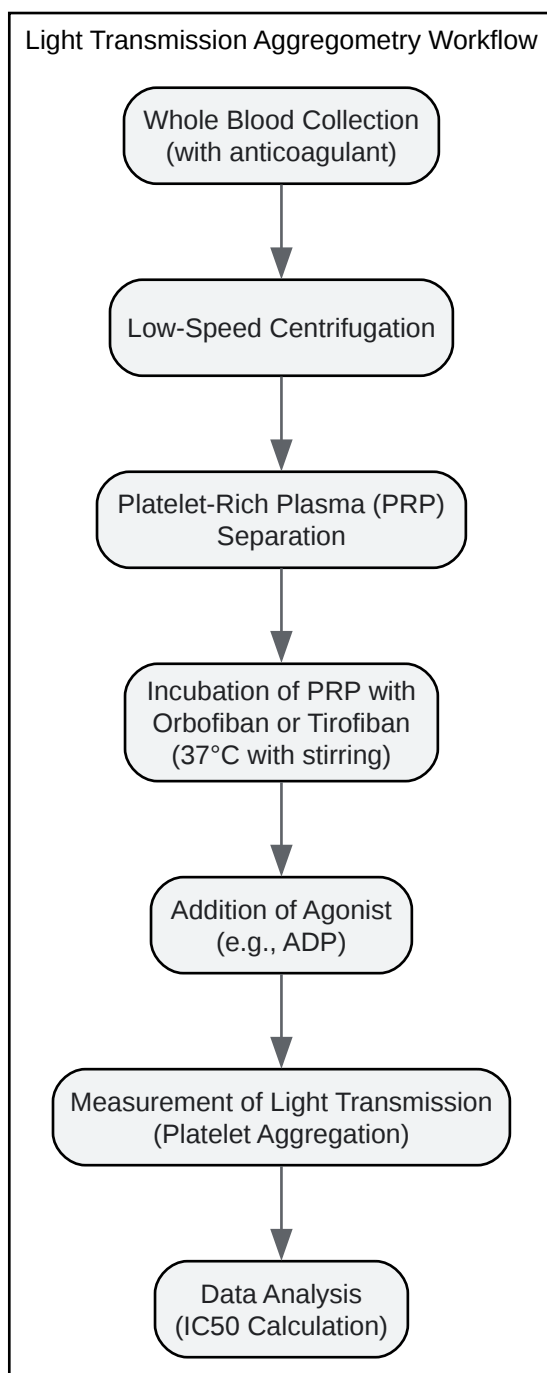 Light Transmission Aggregometry Workflow
Whole Blood Collection
(with anticoagulant)
Low-Speed Centrifugation
Platelet-Rich Plasma (PRP)
Separation
Incubation of PRP with
Orbofiban or Tirofiban
(37°C with stirring)
Addition of Agonist
(e.g., ADP)
Measurement of Light Transmission
(Platelet Aggregation)
Data Analysis
(IC50 Calculation)